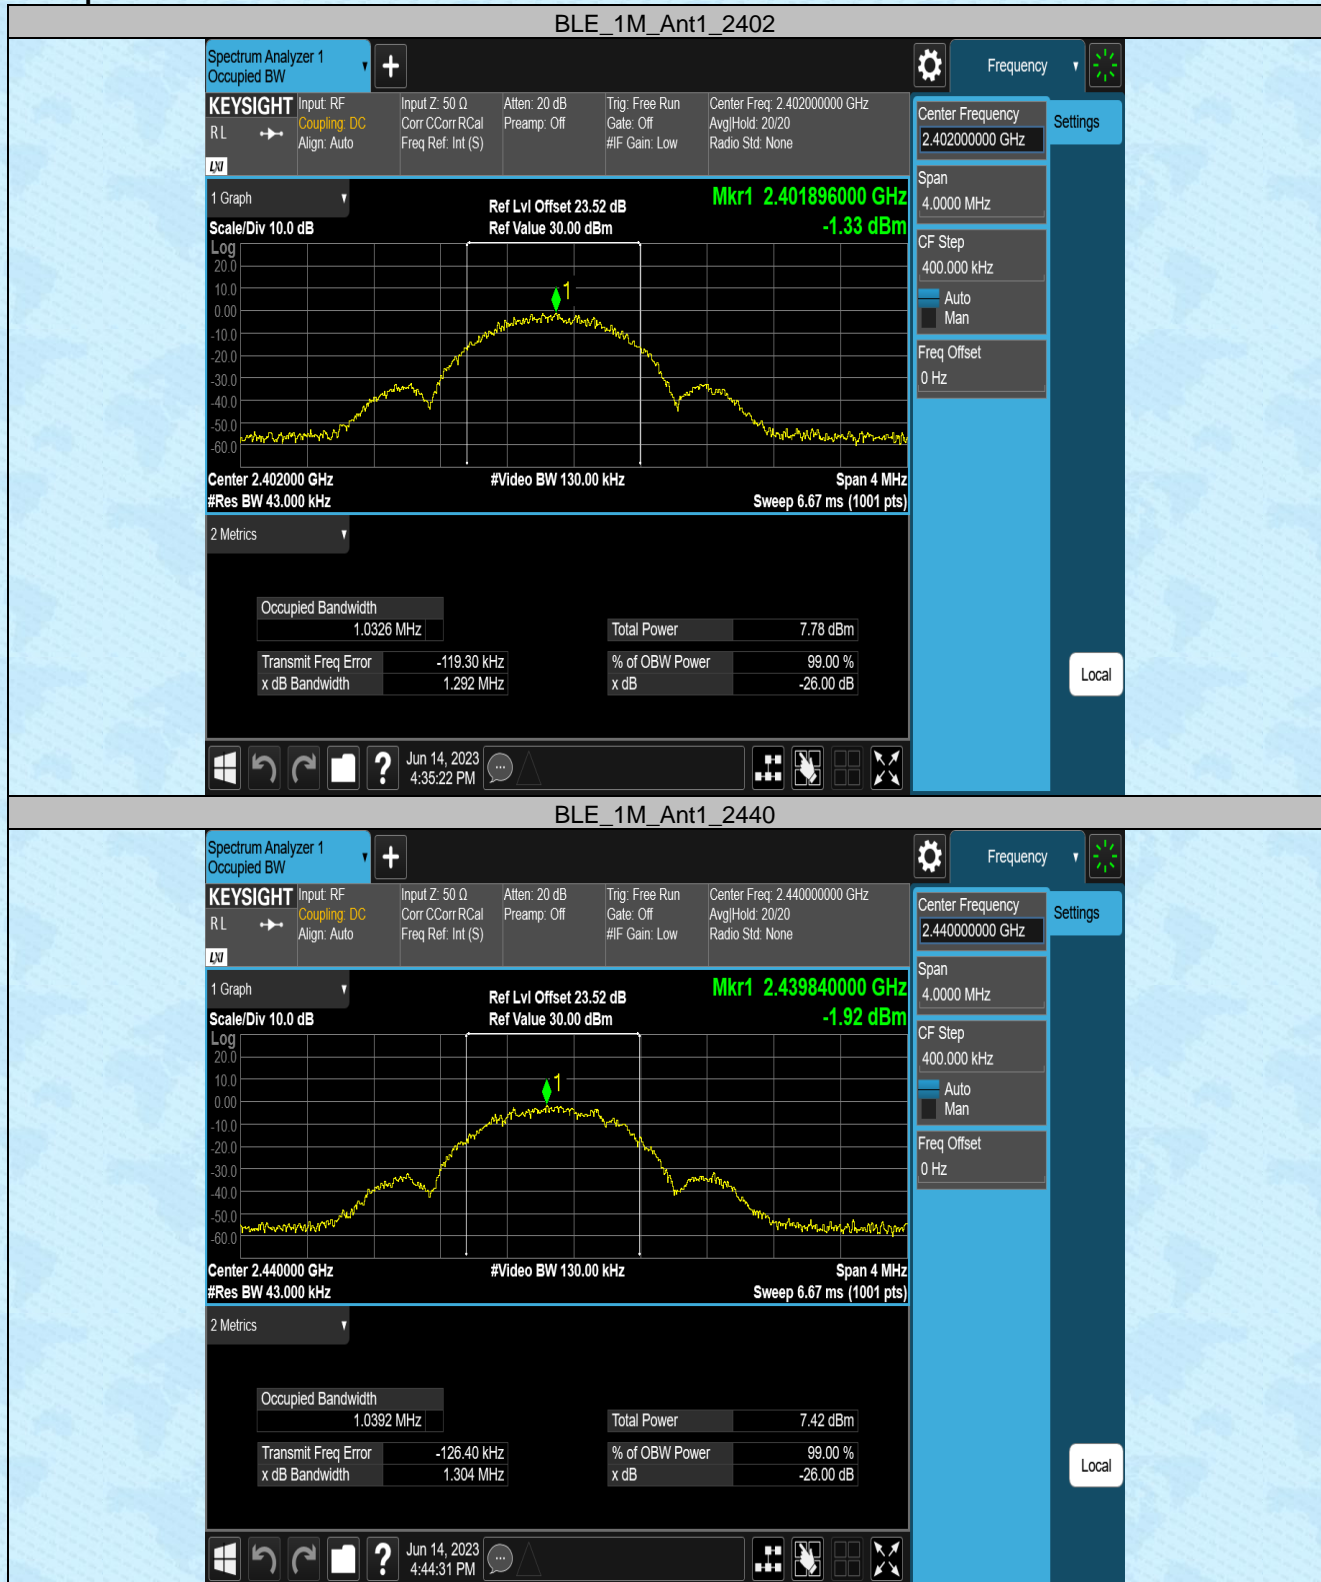 BLE_1M_Ant1_2402
Spectrum Analyzer 1
Occupied BW
Frequency
KEYSIGHT
RL
LXI
Input: RF
Coupling: DC
Align: Auto
Input Z: 50 Ω
Corr CCorr RCal
Freq Ref: Int (S)
Atten: 20 dB
Preamp: Off
Trig: Free Run
Gate: Off
#IF Gain: Low
Center Freq: 2.402000000 GHz
Avg|Hold: 20/20
Radio Std: None
Center Frequency
2.402000000 GHz
Settings
Span
4.0000 MHz
CF Step
400.000 kHz
Auto
Man
Freq Offset
0 Hz
Local
1 Graph
Scale/Div 10.0 dB
Ref Lvl Offset 23.52 dB
Ref Value 30.00 dBm
Mkr1 2.401896000 GHz
-1.33 dBm
Log
20.0
10.0
0.00
-10.0
-20.0
-30.0
-40.0
-50.0
-60.0
1
Center 2.402000 GHz
#Video BW 130.00 kHz
Span 4 MHz
#Res BW 43.000 kHz
Sweep 6.67 ms (1001 pts)
2 Metrics
Occupied Bandwidth
1.0326 MHz
Total Power 7.78 dBm
Transmit Freq Error -119.30 kHz
% of OBW Power 99.00 %
x dB Bandwidth 1.292 MHz
x dB -26.00 dB
Jun 14, 2023
4:35:22 PM
BLE_1M_Ant1_2440
Spectrum Analyzer 1
Occupied BW
Frequency
KEYSIGHT
RL
LXI
Input: RF
Coupling: DC
Align: Auto
Input Z: 50 Ω
Corr CCorr RCal
Freq Ref: Int (S)
Atten: 20 dB
Preamp: Off
Trig: Free Run
Gate: Off
#IF Gain: Low
Center Freq: 2.440000000 GHz
Avg|Hold: 20/20
Radio Std: None
Center Frequency
2.440000000 GHz
Settings
Span
4.0000 MHz
CF Step
400.000 kHz
Auto
Man
Freq Offset
0 Hz
Local
1 Graph
Scale/Div 10.0 dB
Ref Lvl Offset 23.52 dB
Ref Value 30.00 dBm
Mkr1 2.439840000 GHz
-1.92 dBm
Log
20.0
10.0
0.00
-10.0
-20.0
-30.0
-40.0
-50.0
-60.0
1
Center 2.440000 GHz
#Video BW 130.00 kHz
Span 4 MHz
#Res BW 43.000 kHz
Sweep 6.67 ms (1001 pts)
2 Metrics
Occupied Bandwidth
1.0392 MHz
Total Power 7.42 dBm
Transmit Freq Error -126.40 kHz
% of OBW Power 99.00 %
x dB Bandwidth 1.304 MHz
x dB -26.00 dB
Jun 14, 2023
4:44:31 PM